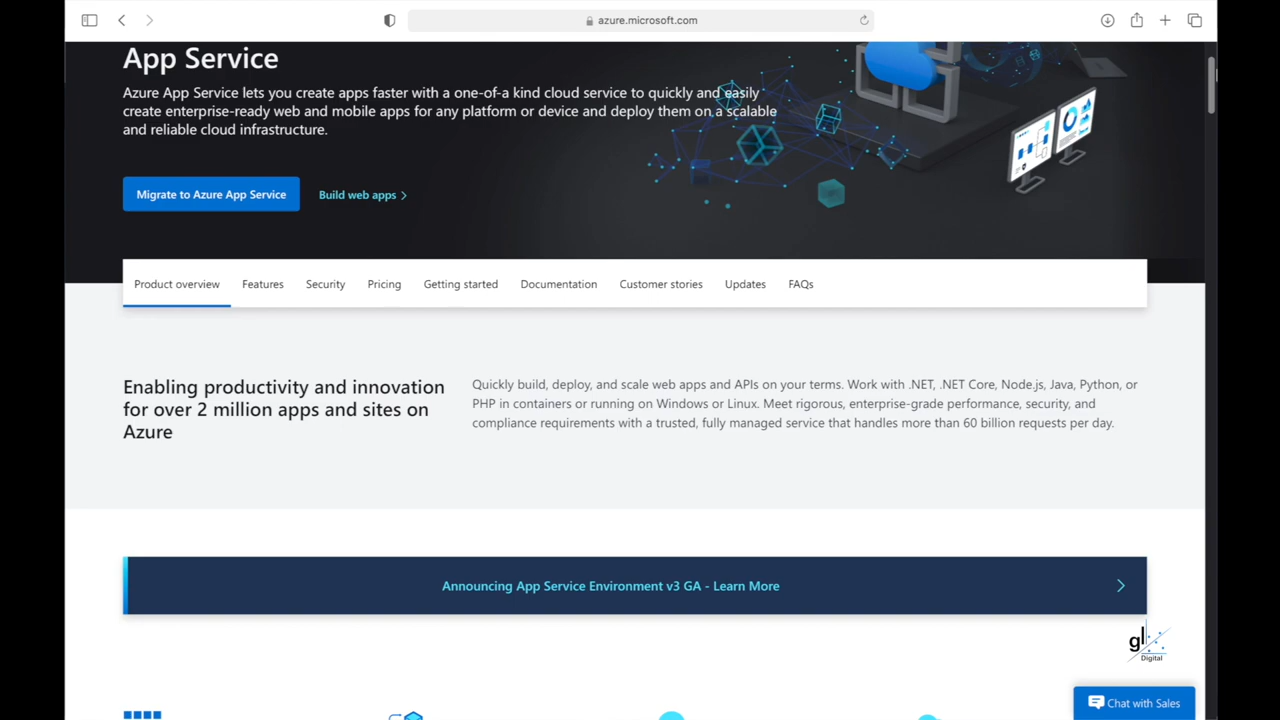 azure.microsoft.com
App Service
Azure App Service lets you create apps faster with a one-of-a kind cloud service to quickly and easily
create enterprise-ready web and mobile apps for any platform or device and deploy them on a scalable
and reliable cloud infrastructure.
Migrate to Azure App Service
Build web apps
Product overview Features Security Pricing Getting started Documentation Customer stories Updates FAQs
Enabling productivity and innovation
for over 2 million apps and sites on
Azure
Quickly build, deploy, and scale web apps and APIs on your terms. Work with .NET, .NET Core, Node.js, Java, Python, or
PHP in containers or running on Windows or Linux. Meet rigorous, enterprise-grade performance, security, and
compliance requirements with a trusted, fully managed service that handles more than 60 billion requests per day.
Announcing App Service Environment v3 GA - Learn More
gl
Digital
Chat with Sales